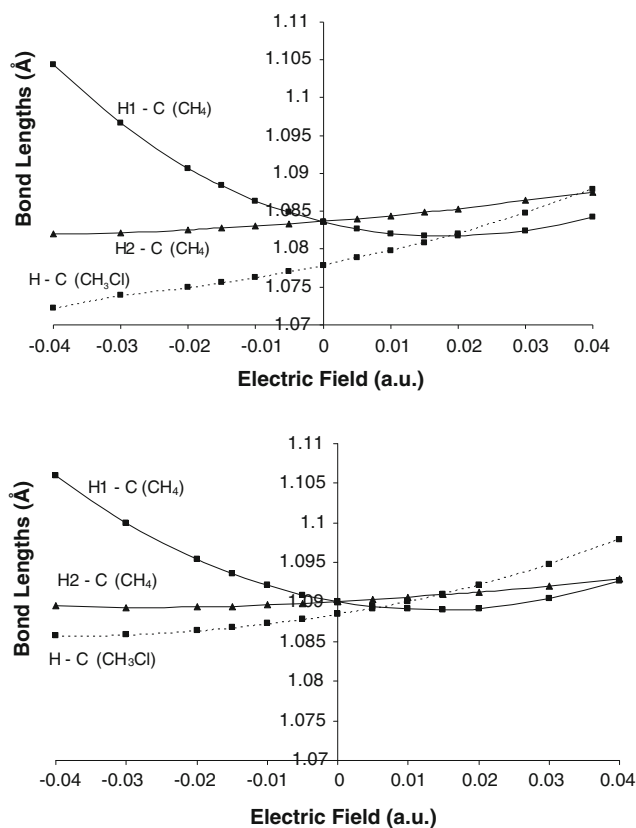 1.11
1.105
1.1
1.095
1.09
1.085
1.08
1.075
1.07
Bond Lengths (Å)
H1 - C (CH₄)
H2 - C (CH₄)
H - C (CH₃Cl)
-0.04 -0.03 -0.02 -0.01 0 0.01 0.02 0.03 0.04
Electric Field (a.u.)
1.11
1.105
1.1
1.095
1.09
1.085
1.08
1.075
1.07
Bond Lengths (Å)
H1 - C (CH₄)
H2 - C (CH₄)
H - C (CH₃Cl)
-0.04 -0.03 -0.02 -0.01 0 0.01 0.02 0.03 0.04
Electric Field (a.u.)